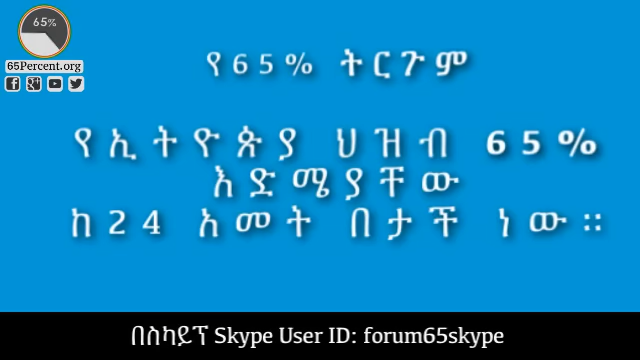 65%
65Percent.org
የ65% ትርጉም
የኢትዮጵያ ህዝብ 65%
እድሜያቸው
ከ24 አመት በታች ነው።
በስካይፕ Skype User ID: forum65skype